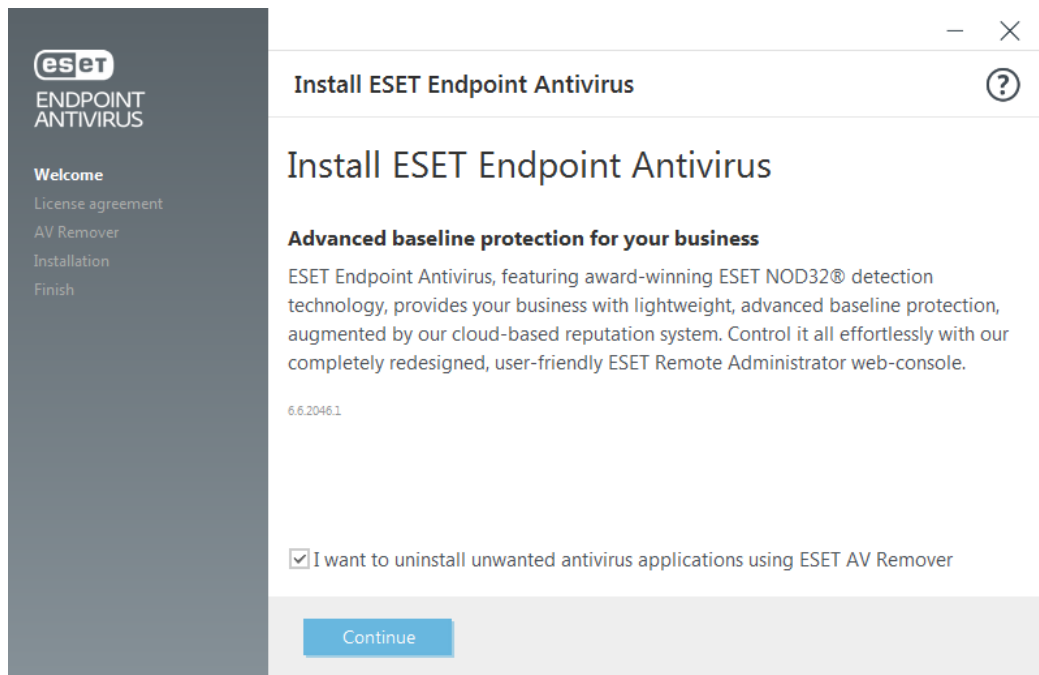 eset
ENDPOINT
ANTIVIRUS
Welcome
License agreement
AV Remover
Installation
Finish
Install ESET Endpoint Antivirus
Install ESET Endpoint Antivirus
Advanced baseline protection for your business
ESET Endpoint Antivirus, featuring award-winning ESET NOD32® detection
technology, provides your business with lightweight, advanced baseline protection,
augmented by our cloud-based reputation system. Control it all effortlessly with our
completely redesigned, user-friendly ESET Remote Administrator web-console.
6.6.2046.1
I want to uninstall unwanted antivirus applications using ESET AV Remover
Continue